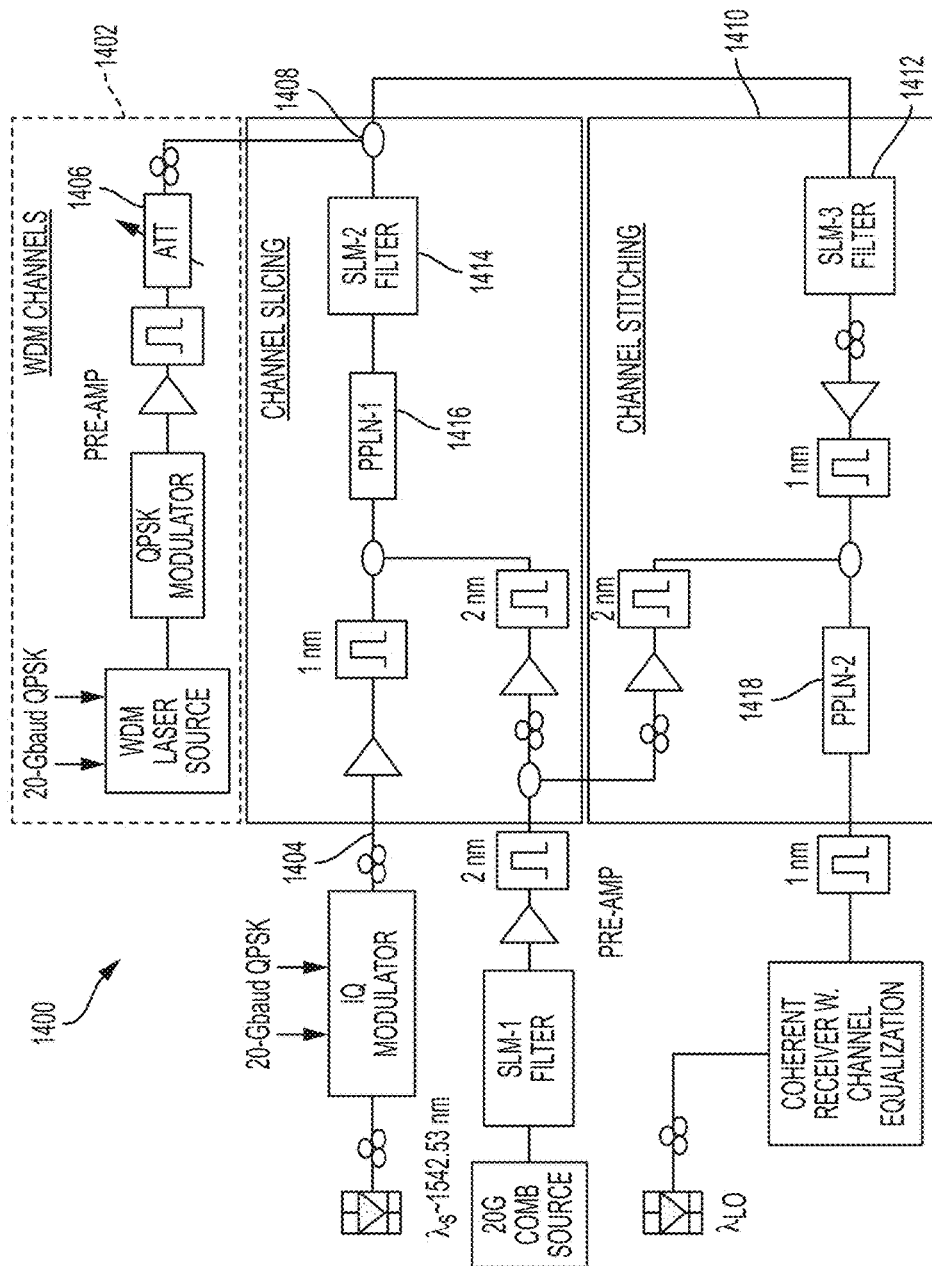 1400
1402
WDM CHANNELS
20-Gbaud QPSK
WDM
LASER
SOURCE
QPSK
MODULATOR
PRE-AMP
ATT
1406
1408
CHANNEL SLICING
20-Gbaud QPSK
λs~1542.53 nm
IQ
MODULATOR
1404
1 nm
PPLN-1
1416
SLM-2
FILTER
1414
20G
COMB
SOURCE
SLM-1
FILTER
PRE-AMP
2 nm
2 nm
1410
CHANNEL STITCHING
2 nm
λLO
COHERENT
RECEIVER W.
CHANNEL
EQUALIZATION
1 nm
PPLN-2
1418
1 nm
SLM-3
FILTER
1412